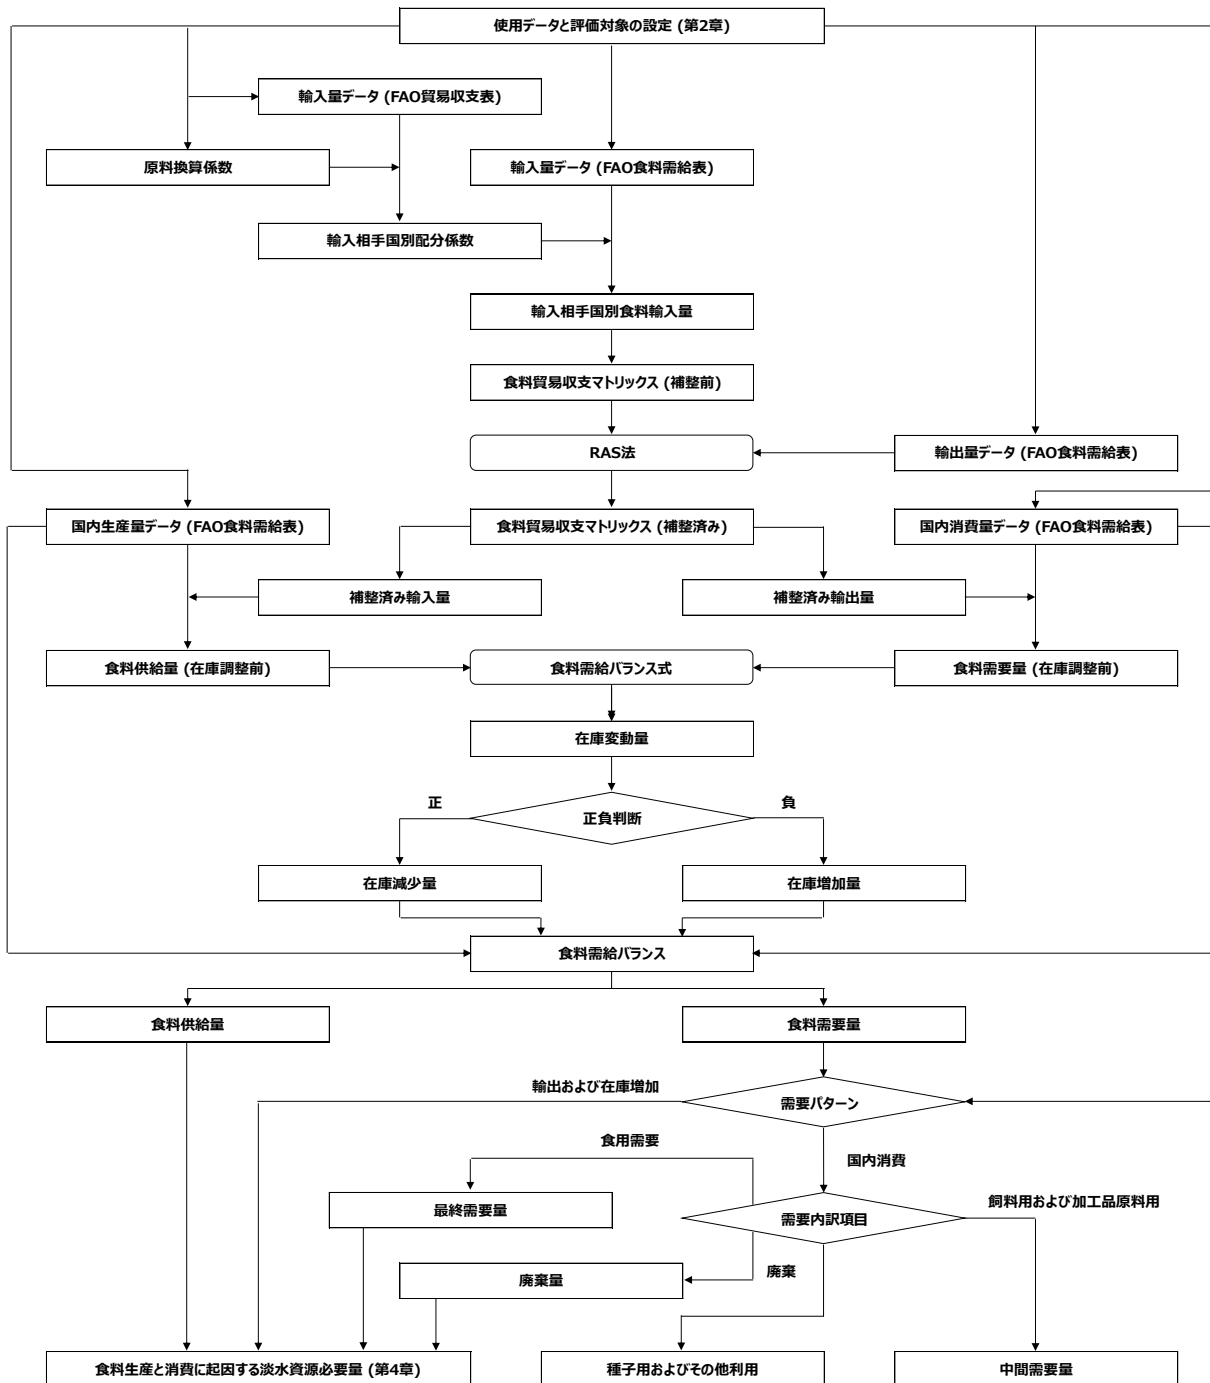 使用データと評価対象の設定 (第2章)
輸入量データ (FAO貿易収支表)
原料換算係数
輸入量データ (FAO食料需給表)
輸入相手国別配分係数
輸入相手国別食料輸入量
食料貿易収支マトリックス (補整前)
RAS法
輸出量データ (FAO食料需給表)
国内生産量データ (FAO食料需給表)
食料貿易収支マトリックス (補整済み)
国内消費量データ (FAO食料需給表)
補整済み輸入量
補整済み輸出量
食料供給量 (在庫調整前)
食料需給バランス式
食料需要量 (在庫調整前)
在庫変動量
正
負
正負判断
在庫減少量
在庫増加量
食料需給バランス
食料供給量
食料需要量
輸出および在庫増加
需要パターン
食用需要
国内消費
最終需要量
需要内訳項目
飼料用および加工品原料用
廃棄量
廃棄
食料生産と消費に起因する淡水資源必要量 (第4章)
種子用およびその他利用
中間需要量